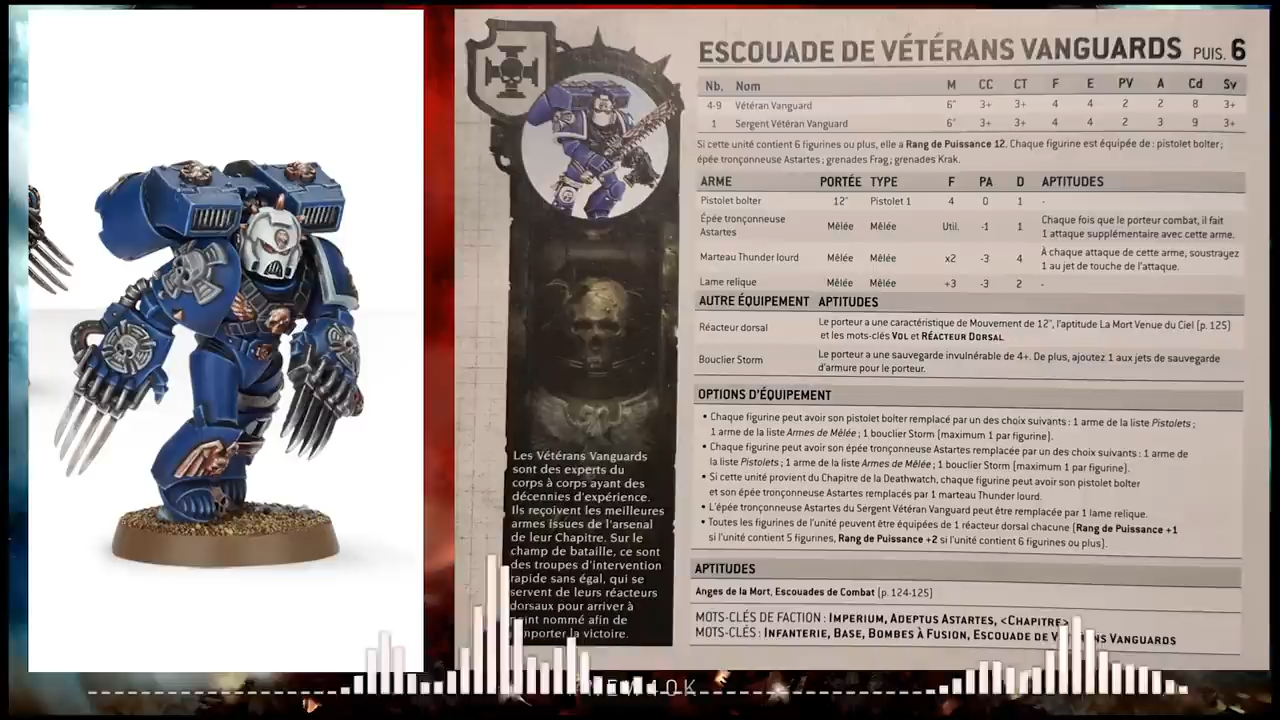 ESCOUADE DE VÉTÉRANS VANGUARDS PUIS. 6
Nb. Nom M CC CT F E PV A Cd Sv
4-9 Vétéran Vanguard 6" 3+ 3+ 4 4 2 2 8 3+
1 Sergent Vétéran Vanguard 6" 3+ 3+ 4 4 2 3 9 3+
Si cette unité contient 6 figurines ou plus, elle a Rang de Puissance 12. Chaque figurine est équipée de : pistolet bolter ;
épée tronçonneuse Astartes ; grenades Frag ; grenades Krak.
ARME PORTÉE TYPE F PA D APTITUDES
Pistolet bolter 12" Pistolet 1 4 0 1 -
Épée tronçonneuse
Astartes Mêlée Mêlée Util. -1 1 Chaque fois que le porteur combat, il fait
1 attaque supplémentaire avec cette arme.
Marteau Thunder lourd Mêlée Mêlée x2 -3 4 À chaque attaque de cette arme, soustrayez
1 au jet de touche de l'attaque.
Lame relique Mêlée Mêlée +3 -3 2 -
AUTRE ÉQUIPEMENT APTITUDES
Réacteur dorsal Le porteur a une caractéristique de Mouvement de 12", l'aptitude La Mort Venue du Ciel (p. 125)
et les mots-clés VOL et RÉACTEUR DORSAL.
Bouclier Storm Le porteur a une sauvegarde invulnérable de 4+. De plus, ajoutez 1 aux jets de sauvegarde
d'armure pour le porteur.
OPTIONS D'ÉQUIPEMENT
• Chaque figurine peut avoir son pistolet bolter remplacé par un des choix suivants : 1 arme de la liste Pistolets ;
1 arme de la liste Armes de Mêlée ; 1 bouclier Storm (maximum 1 par figurine).
• Chaque figurine peut avoir son épée tronçonneuse Astartes remplacée par un des choix suivants : 1 arme de
la liste Pistolets ; 1 arme de la liste Armes de Mêlée ; 1 bouclier Storm (maximum 1 par figurine).
• Si cette unité provient du Chapitre de la Deathwatch, chaque figurine peut avoir son pistolet bolter
et son épée tronçonneuse Astartes remplacés par 1 marteau Thunder lourd.
• L'épée tronçonneuse Astartes du Sergent Vétéran Vanguard peut être remplacée par 1 lame relique.
• Toutes les figurines de l'unité peuvent être équipées de 1 réacteur dorsal chacune (Rang de Puissance +1
si l'unité contient 5 figurines, Rang de Puissance +2 si l'unité contient 6 figurines ou plus).
APTITUDES
Anges de la Mort, Escouades de Combat (p. 124-125)
MOTS-CLÉS DE FACTION : IMPERIUM, ADEPTUS ASTARTES, <CHAPITRE>
MOTS-CLÉS : INFANTERIE, BASE, BOMBES À FUSION, ESCOUADE DE VÉTÉRANS VANGUARDS
Les Vétérans Vanguards
sont des experts du
corps à corps ayant des
décennies d'expérience.
Ils reçoivent les meilleures
armes issues de l'arsenal
de leur Chapitre. Sur le
champ de bataille, ce sont
des troupes d'intervention
rapide sans égal, qui se
servent de leurs réacteurs
dorsaux pour arriver à
point nommé afin de
remporter la victoire.